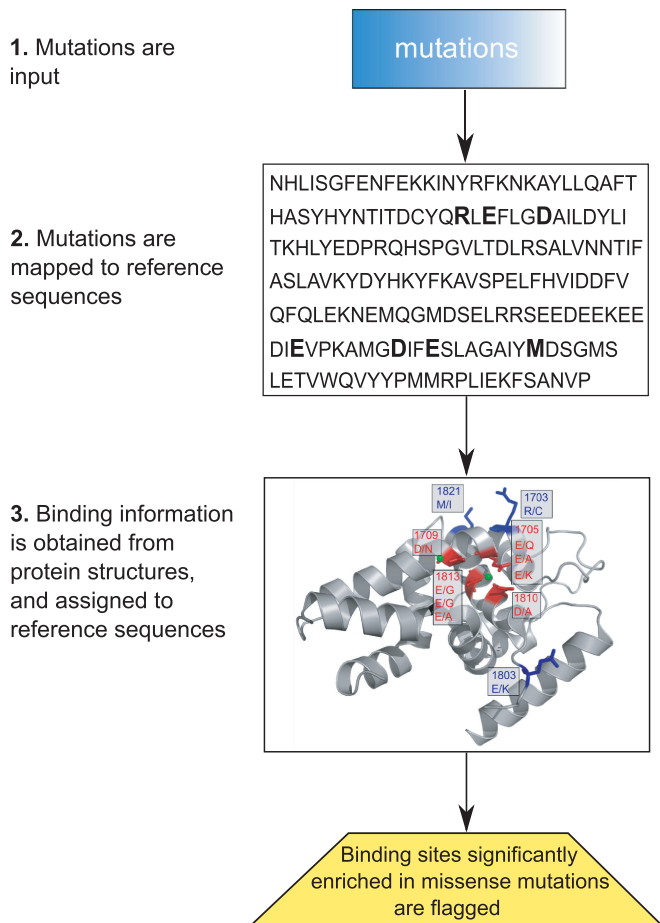 1. Mutations are
input
mutations
2. Mutations are
mapped to reference
sequences
NHLISGFENFEKKINYRFKNKAYLLQAFT
HASYHYNTITDCYQRLEFLGDAILDYLI
TKHLYEDPRQHSPGVLTDLRSALVNNTIF
ASLAVKYDYHKYFKAVSPELFHVIDDFV
QFQLEKNEMQGMDSELRRSEEDEEKEE
DIEVPKAMGDIFESLAGAIYMDSGMS
LETVWQVYYPMMRPLIEKFSANVP
3. Binding information
is obtained from
protein structures,
and assigned to
reference sequences
1821
M/I
1703
R/C
1709
D/N
1705
E/Q
E/A
E/K
1813
E/G
E/G
E/A
1810
D/A
1803
E/K
Binding sites significantly
enriched in missense mutations
are flagged